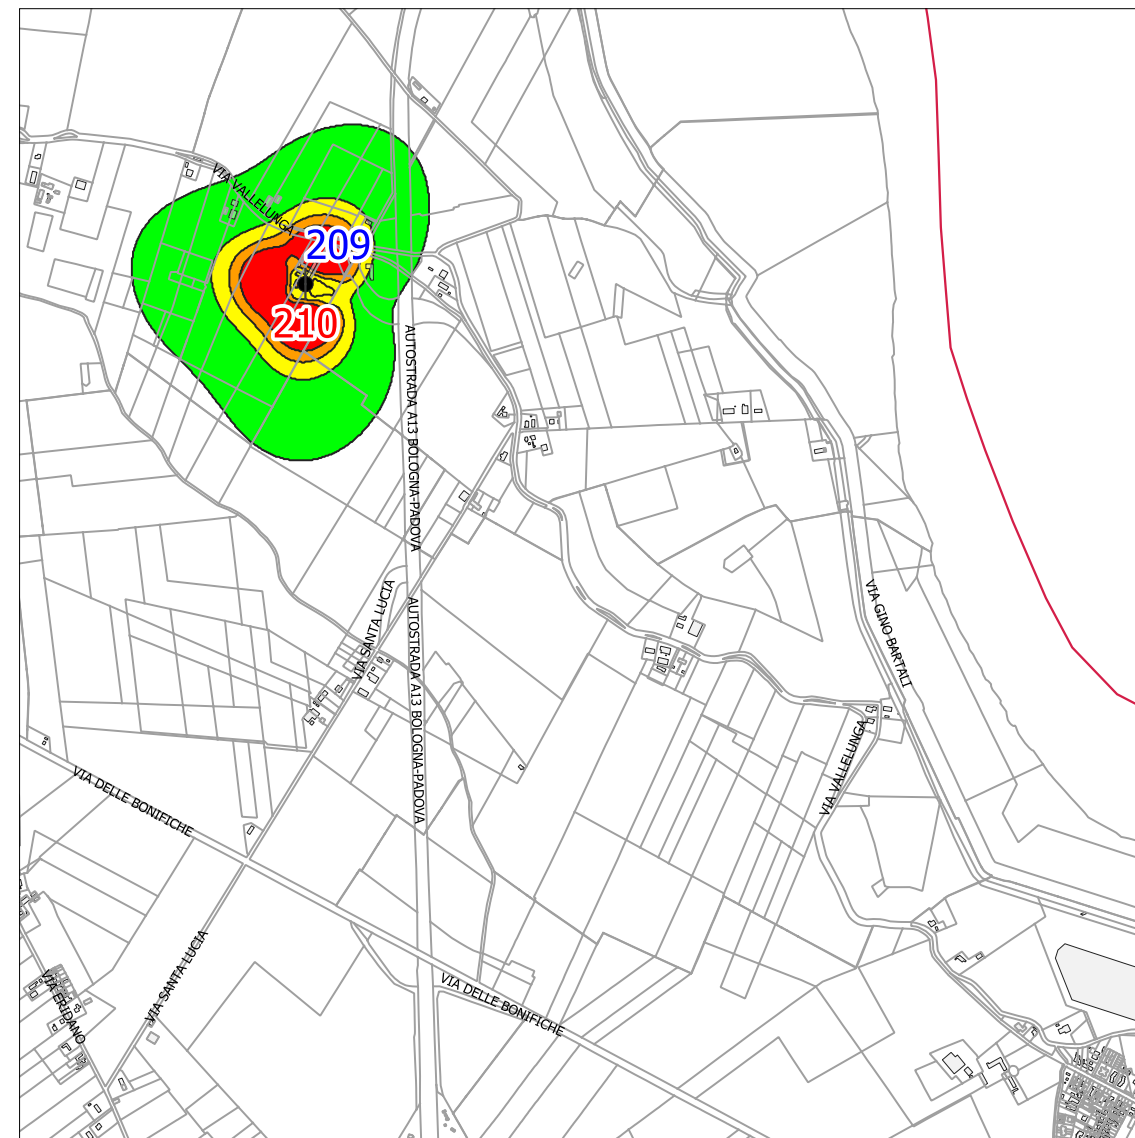 VIA VALLELUNGA
209
210
AUTOSTRADA A13 BOLOGNA-PADOVA
VIA SANTA LUCIA
VIA GINO BARTALI
AUTOSTRADA A13 BOLOGNA-PADOVA
VIA VALLELUNGA
VIA DELLE BONIFICHE
VIA SANTA LUCIA
VIA ERIDANO
VIA DELLE BONIFICHE